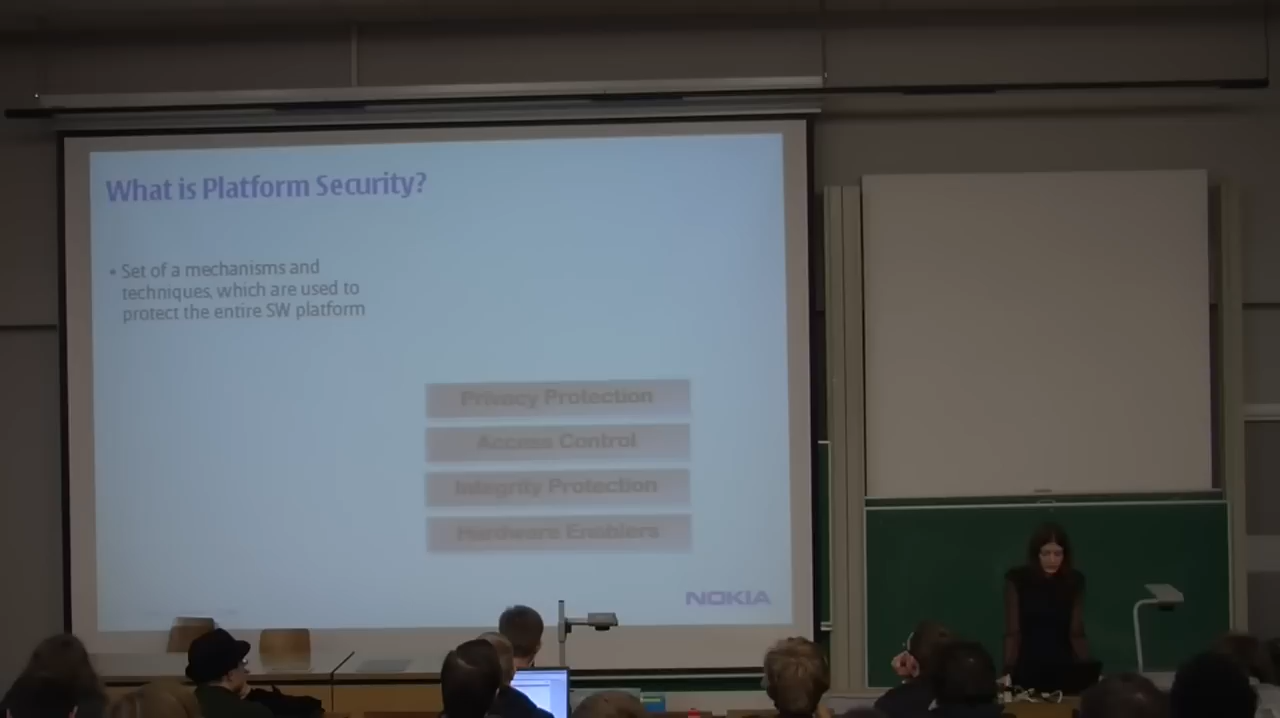 What is Platform Security?
• Set of a mechanisms and
techniques, which are used to
protect the entire SW platform
Privacy Protection
Access Control
Integrity Protection
Hardware Enablers
NOKIA